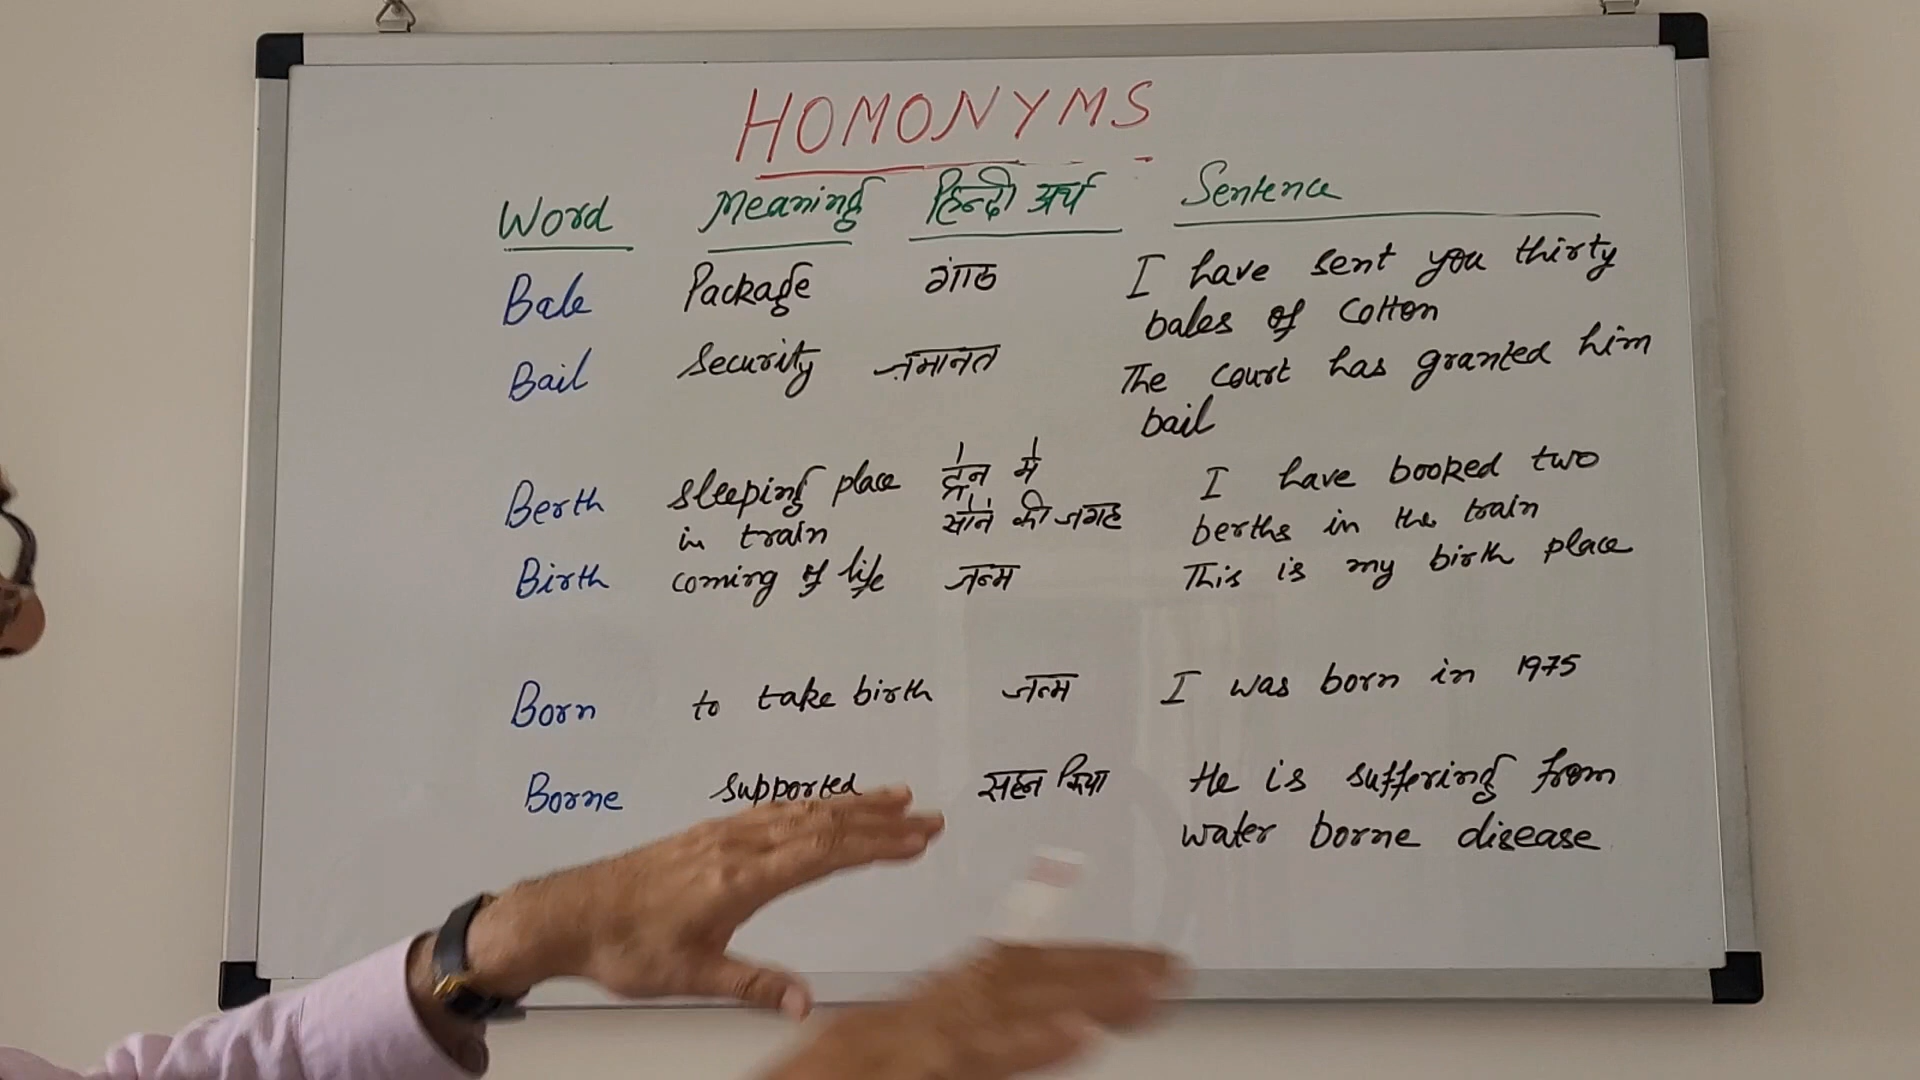 HOMONYMS
Word Meaning हिन्दी अर्थ Sentence
Bale Package गांठ I have sent you thirty
bales of cotton
Bail Security ज़मानत The court has granted him
bail
Berth sleeping place ट्रेन में I have booked two
in train सोने की जगह berths in the train
Birth coming of life जन्म This is my birth place
Born to take birth जन्म I was born in 1975
Borne supported सहन किया He is suffering from
water borne disease